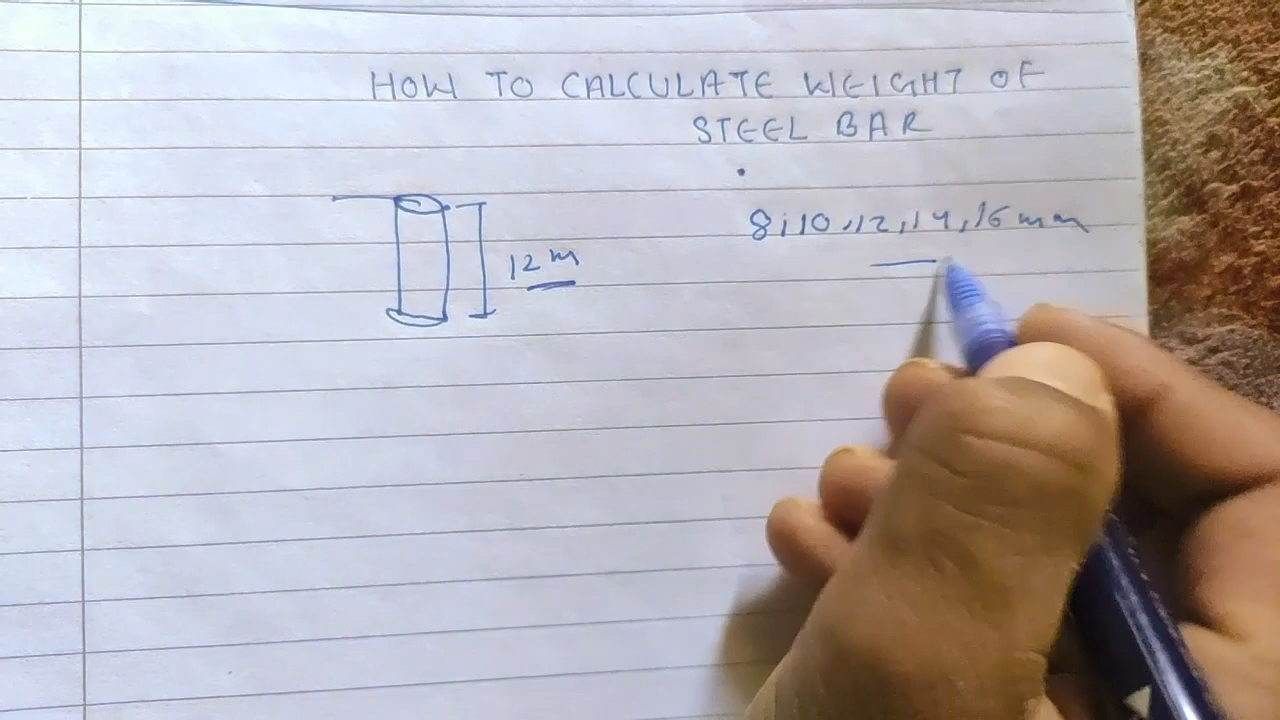 HOW TO CALCULATE WEIGHT OF
STEEL BAR
8,10,12,14,16mm
12m